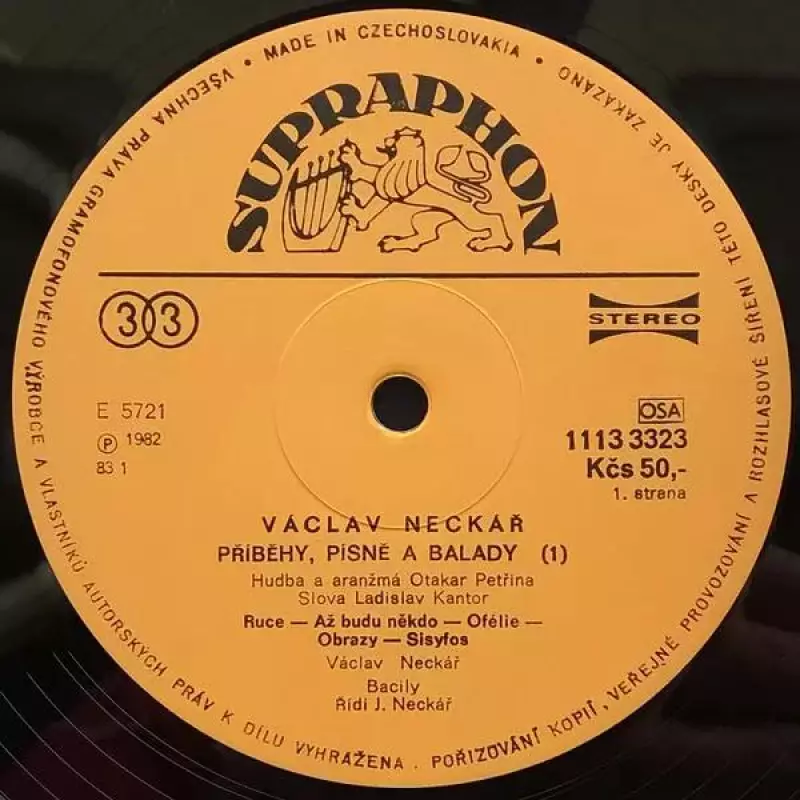 VŠECHNA PRÁVA GRAMOFONOVÉHO VÝROBCE A VLASTNÍKŮ AUTORSKÝCH PRÁV K DÍLU VYHRAŽENA . POŘIZOVÁNÍ KOPIÍ, VEŘEJNÉ PROVOZOVÁNÍ A ROZHLASOVÉ ŠÍŘENÍ TÉTO DESKY JE ZAKÁZÁNO
• MADE IN CZECHOSLOVAKIA •
SUPRAPHON
33
STEREO
E 5721
℗ 1982
83 1
OSA
1113 3323
Kčs 50,-
1. strana
VÁCLAV NECKÁŘ
PŘÍBĚHY, PÍSNĚ A BALADY (1)
Hudba a aranžmá Otakar Petřina
Slova Ladislav Kantor
Ruce — Až budu někdo — Ofélie —
Obrazy — Sisyfos
Václav Neckář
Bacily
Řídi J. Neckář